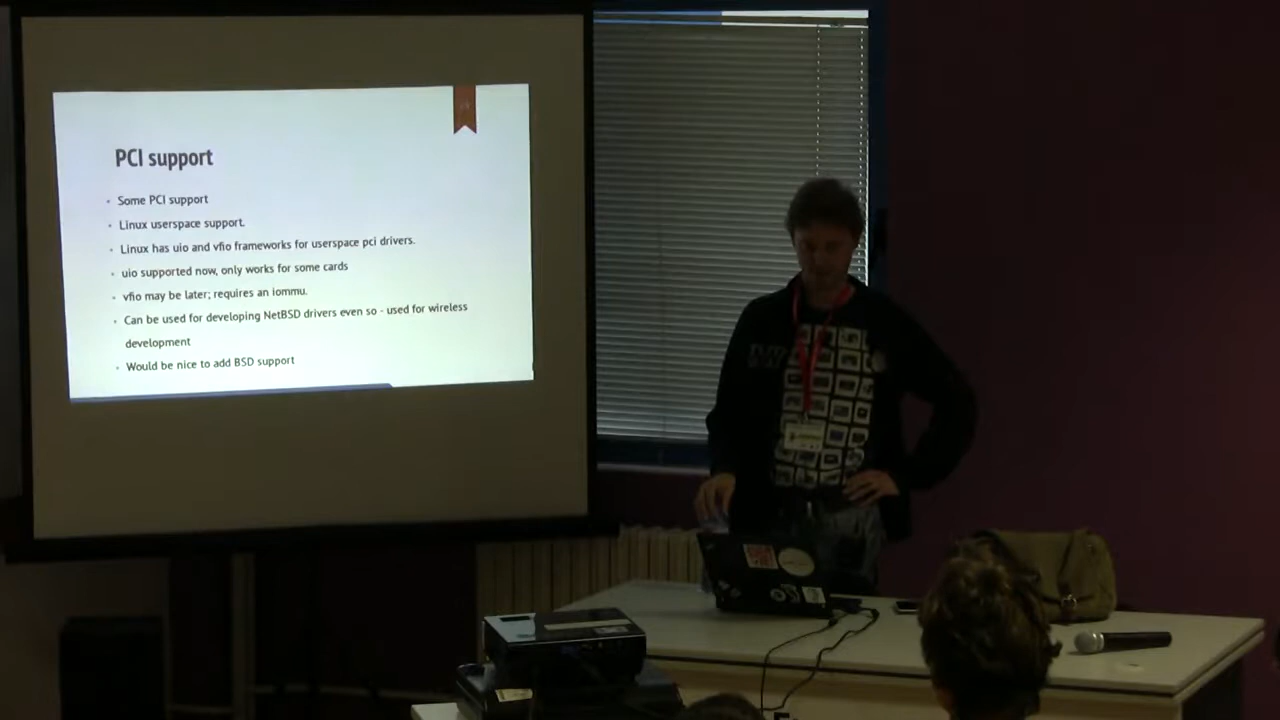 PCI support
Some PCI support
Linux userspace support.
Linux has uio and vfio frameworks for userspace pci drivers.
uio supported now, only works for some cards
vfio may be later; requires an iommu.
Can be used for developing NetBSD drivers even so - used for wireless
development
Would be nice to add BSD support